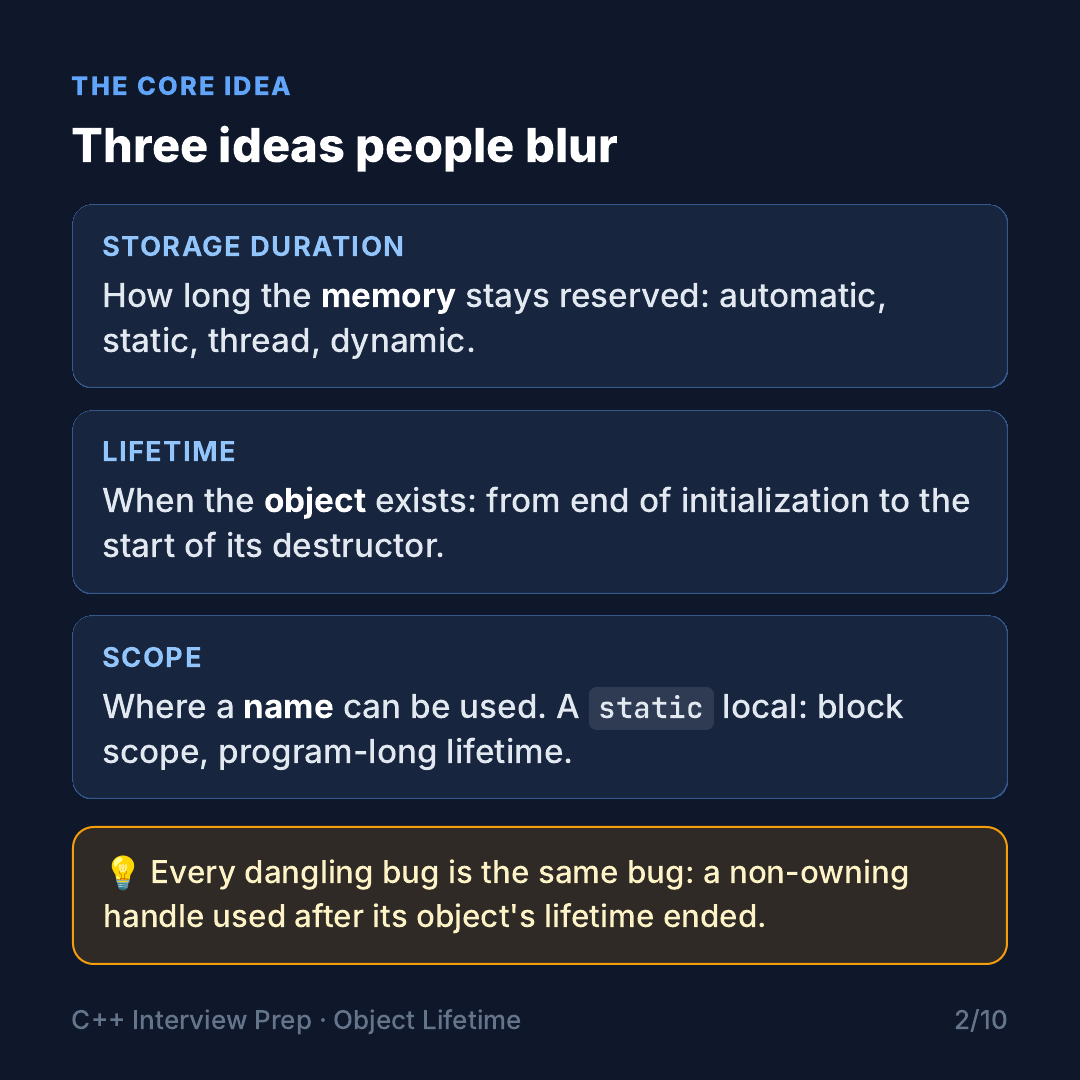 THE CORE IDEA
Three ideas people blur
STORAGE DURATION
How long the memory stays reserved: automatic,
static, thread, dynamic.
LIFETIME
When the object exists: from end of initialization to the
start of its destructor.
SCOPE
Where a name can be used. A static local: block
scope, program-long lifetime.
💡 Every dangling bug is the same bug: a non-owning
handle used after its object's lifetime ended.
C++ Interview Prep · Object Lifetime
2/10